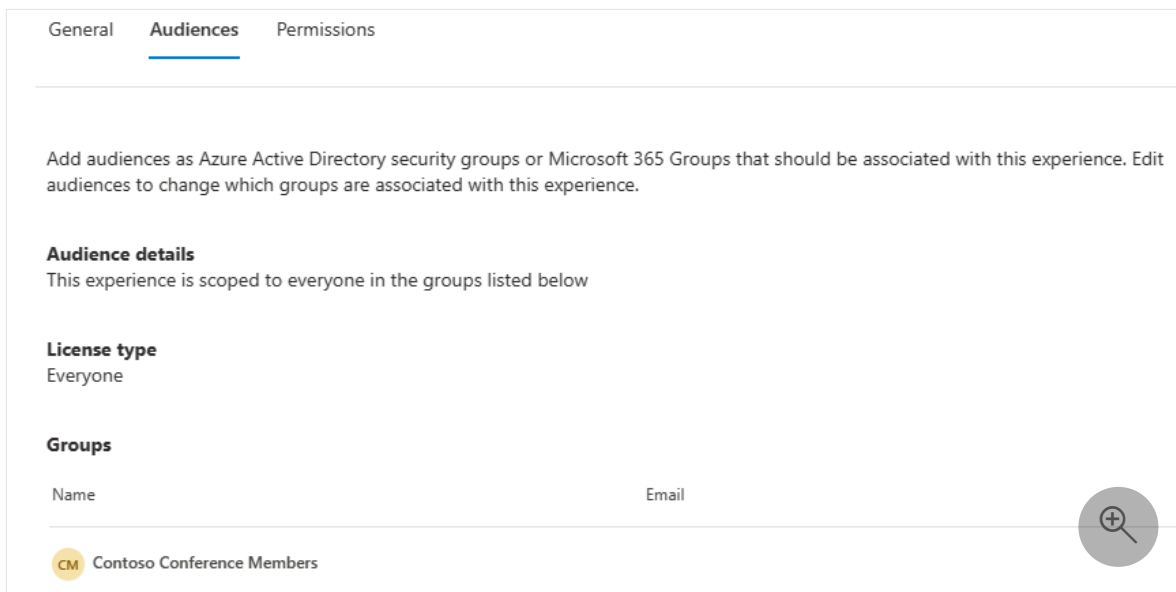 General Audiences Permissions
Add audiences as Azure Active Directory security groups or Microsoft 365 Groups that should be associated with this experience. Edit
audiences to change which groups are associated with this experience.
Audience details
This experience is scoped to everyone in the groups listed below
License type
Everyone
Groups
Name Email
CM Contoso Conference Members